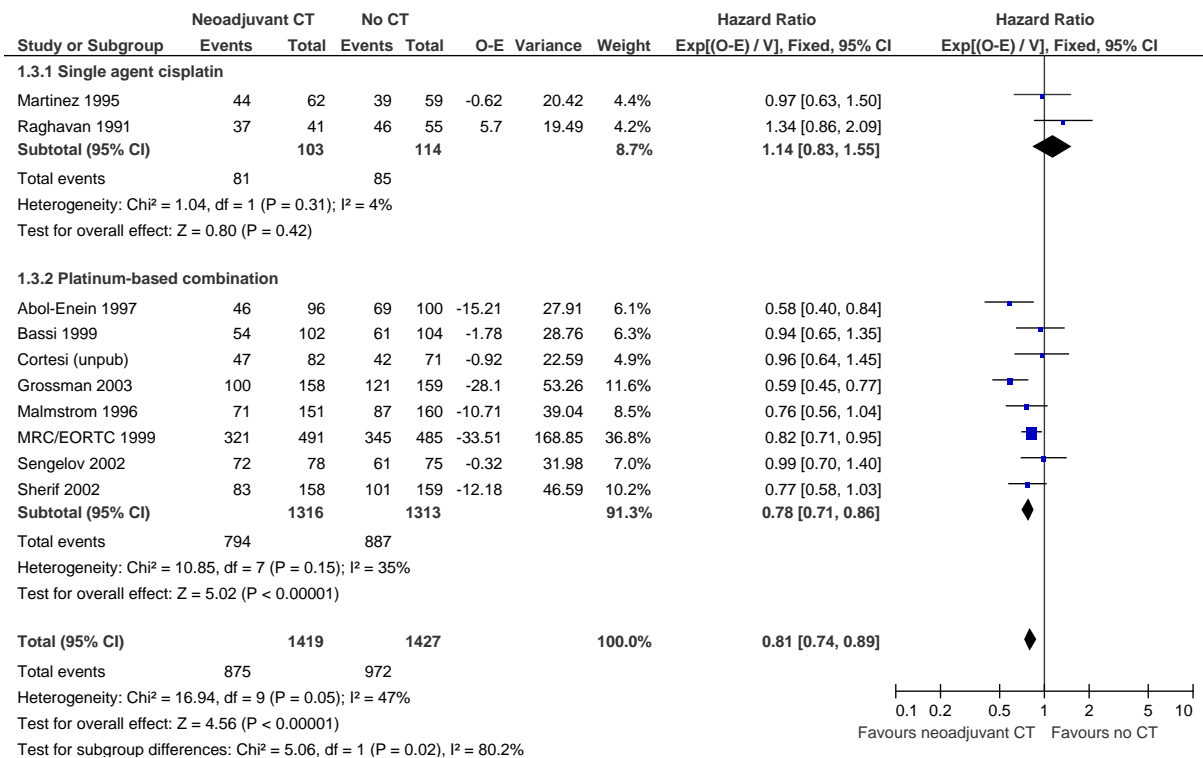 Neoadjuvant CT No CT Hazard Ratio Hazard Ratio
Study or Subgroup Events Total Events Total O-E Variance Weight Exp[(O-E) / V], Fixed, 95% CI Exp[(O-E) / V], Fixed, 95% CI
1.3.1 Single agent cisplatin
Martinez 1995 44 62 39 59 -0.62 20.42 4.4% 0.97 [0.63, 1.50]
Raghavan 1991 37 41 46 55 5.7 19.49 4.2% 1.34 [0.86, 2.09]
Subtotal (95% CI) 103 114 8.7% 1.14 [0.83, 1.55]
Total events 81 85
Heterogeneity: Chi² = 1.04, df = 1 (P = 0.31); I² = 4%
Test for overall effect: Z = 0.80 (P = 0.42)
1.3.2 Platinum-based combination
Abol-Enein 1997 46 96 69 100 -15.21 27.91 6.1% 0.58 [0.40, 0.84]
Bassi 1999 54 102 61 104 -1.78 28.76 6.3% 0.94 [0.65, 1.35]
Cortesi (unpub) 47 82 42 71 -0.92 22.59 4.9% 0.96 [0.64, 1.45]
Grossman 2003 100 158 121 159 -28.1 53.26 11.6% 0.59 [0.45, 0.77]
Malmstrom 1996 71 151 87 160 -10.71 39.04 8.5% 0.76 [0.56, 1.04]
MRC/EORTC 1999 321 491 345 485 -33.51 168.85 36.8% 0.82 [0.71, 0.95]
Sengelov 2002 72 78 61 75 -0.32 31.98 7.0% 0.99 [0.70, 1.40]
Sherif 2002 83 158 101 159 -12.18 46.59 10.2% 0.77 [0.58, 1.03]
Subtotal (95% CI) 1316 1313 91.3% 0.78 [0.71, 0.86]
Total events 794 887
Heterogeneity: Chi² = 10.85, df = 7 (P = 0.15); I² = 35%
Test for overall effect: Z = 5.02 (P < 0.00001)
Total (95% CI) 1419 1427 100.0% 0.81 [0.74, 0.89]
Total events 875 972
Heterogeneity: Chi² = 16.94, df = 9 (P = 0.05); I² = 47%
Test for overall effect: Z = 4.56 (P < 0.00001)
Test for subgroup differences: Chi² = 5.06, df = 1 (P = 0.02), I² = 80.2%
0.1 0.2 0.5 1 2 5 10
Favours neoadjuvant CT Favours no CT